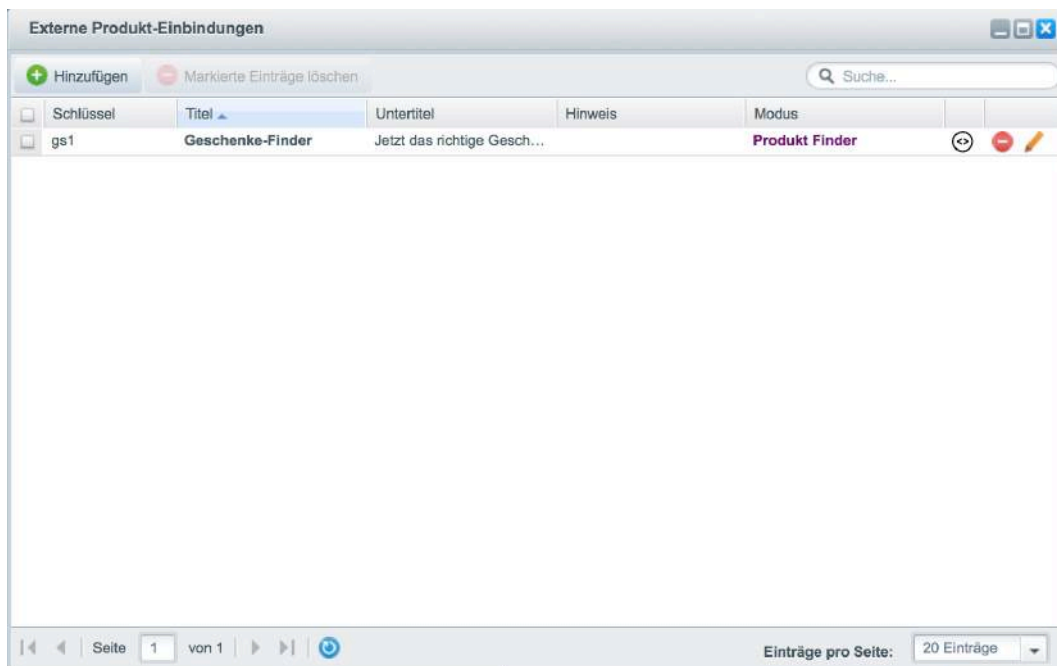 Externe Produkt-Einbindungen
Hinzufügen Markierte Einträge löschen Suche...
Schlüssel Titel Untertitel Hinweis Modus
gs1 Geschenke-Finder Jetzt das richtige Gesch... Produkt Finder
Seite 1 von 1 Einträge pro Seite: 20 Einträge